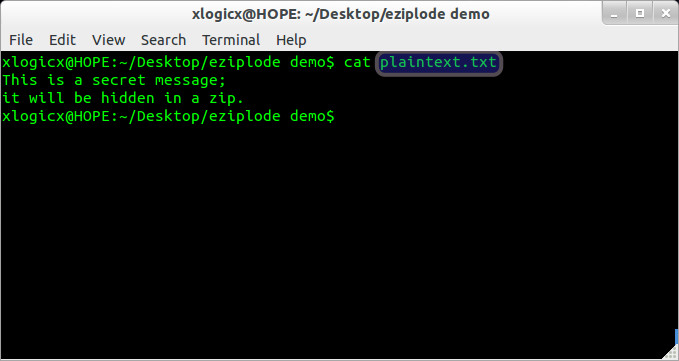 xlogicx@HOPE: ~/Desktop/eziplode demo
File Edit View Search Terminal Help
xlogicx@HOPE:~/Desktop/eziplode demo$ cat plaintext.txt
This is a secret message;
it will be hidden in a zip.
xlogicx@HOPE:~/Desktop/eziplode demo$